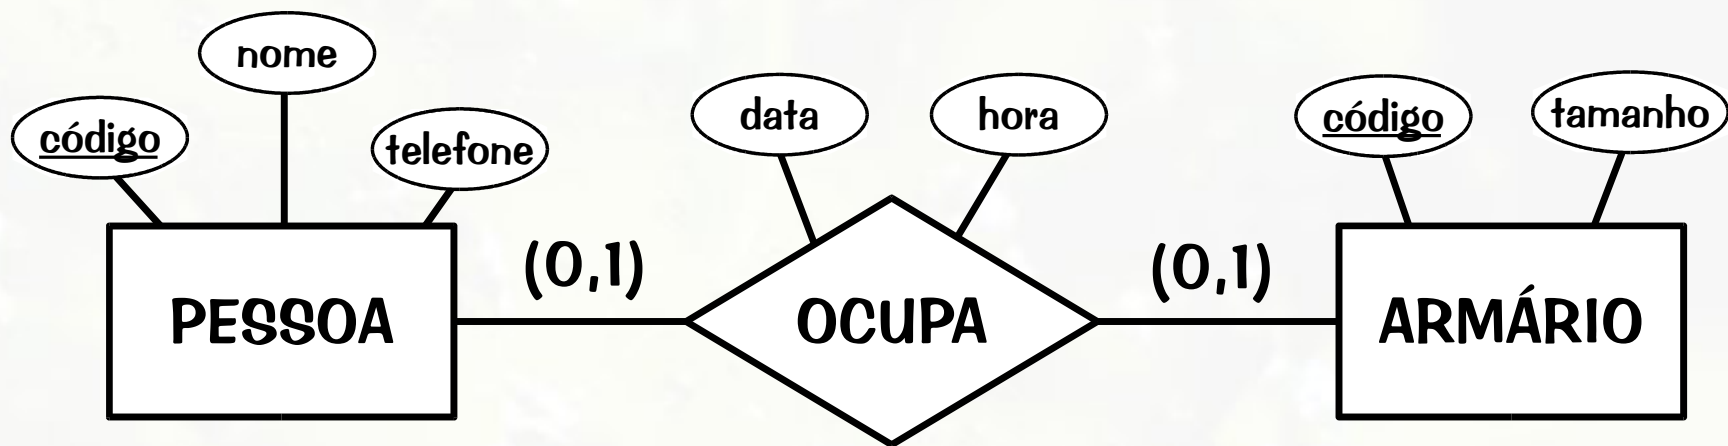 nome
código
telefone
data
hora
código
tamanho
(0,1)
(0,1)
PESSOA
OCUPA
ARMÁRIO